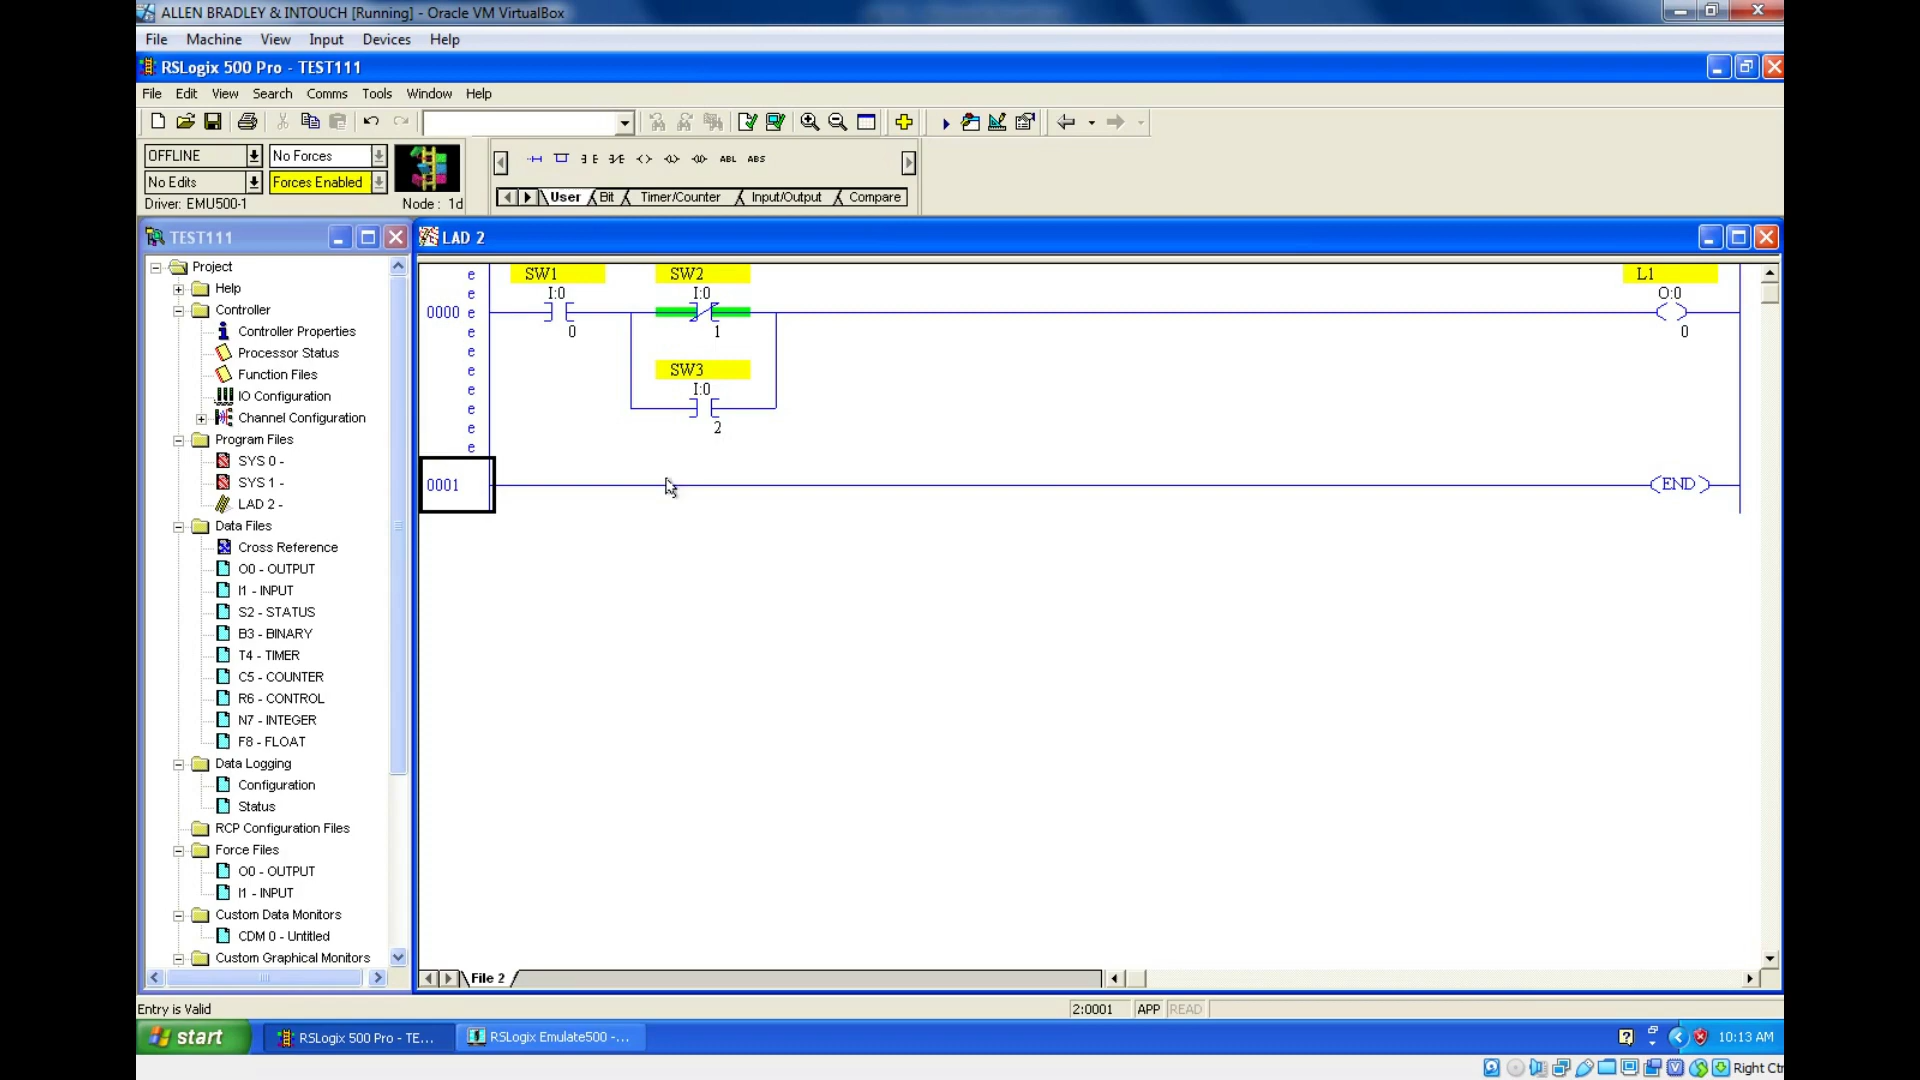 ALLEN BRADLEY & INTOUCH [Running] - Oracle VM VirtualBox
File Machine View Input Devices Help
RSLogix 500 Pro - TEST111
File Edit View Search Comms Tools Window Help
OFFLINE No Forces
No Edits Forces Enabled
Driver: EMU500-1 Node : 1d
ABL ABS
User Bit Timer/Counter Input/Output Compare
TEST111
Project
Help
Controller
Controller Properties
Processor Status
Function Files
IO Configuration
Channel Configuration
Program Files
SYS 0 -
SYS 1 -
LAD 2 -
Data Files
Cross Reference
O0 - OUTPUT
I1 - INPUT
S2 - STATUS
B3 - BINARY
T4 - TIMER
C5 - COUNTER
R6 - CONTROL
N7 - INTEGER
F8 - FLOAT
Data Logging
Configuration
Status
RCP Configuration Files
Force Files
O0 - OUTPUT
I1 - INPUT
Custom Data Monitors
CDM 0 - Untitled
Custom Graphical Monitors
LAD 2
e SW1 SW2 L1
e I:0 I:0 O:0
0000 e
e 0 1 0
e
e SW3
e I:0
e
e 2
e
0001 END
File 2
Entry is Valid 2:0001 APP READ
start RSLogix 500 Pro - TE... RSLogix Emulate500 -... 10:13 AM
Right Ctr